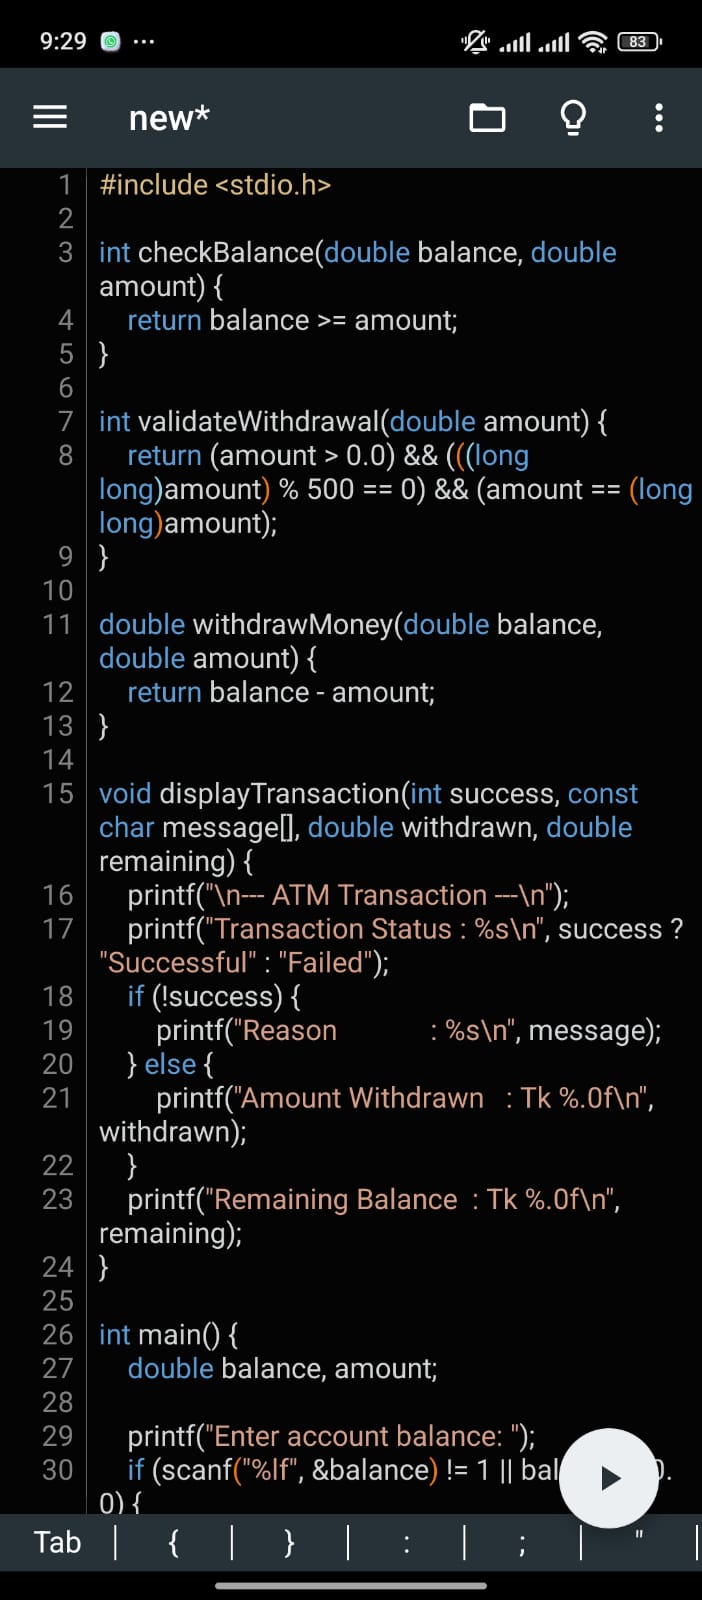 9:29 ... 83
new*
1 #include <stdio.h>
2
3 int checkBalance(double balance, double
amount) {
4     return balance >= amount;
5 }
6
7 int validateWithdrawal(double amount) {
8     return (amount > 0.0) && (((long
long)amount) % 500 == 0) && (amount == (long
long)amount);
9 }
10
11 double withdrawMoney(double balance,
double amount) {
12     return balance - amount;
13 }
14
15 void displayTransaction(int success, const
char message[], double withdrawn, double
remaining) {
16     printf("\n--- ATM Transaction ---\n");
17     printf("Transaction Status : %s\n", success ?
"Successful" : "Failed");
18     if (!success) {
19         printf("Reason             : %s\n", message);
20     } else {
21         printf("Amount Withdrawn   : Tk %.0f\n",
withdrawn);
22     }
23     printf("Remaining Balance  : Tk %.0f\n",
remaining);
24 }
25
26 int main() {
27     double balance, amount;
28
29     printf("Enter account balance: ");
30     if (scanf("%lf", &balance) != 1 || bal
0) {
Tab | { | } | : | ; | " |